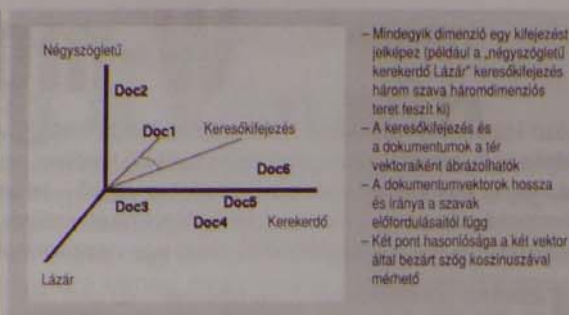 Négyszögletű
Doc2
Doc1
Keresőkifejezés
Doc6
Doc3
Doc5
Doc4
Kerekerdő
Lázár
– Mindegyik dimenzió egy kifejezést
jelképez (például a „négyszögletű
kerekerdő Lázár" keresőkifejezés
három szava háromdimenziós
teret feszít ki)
– A keresőkifejezés és
a dokumentumok a tér
vektoraiként ábrázolhatók
– A dokumentumvektorok hossza
és iránya a szavak
előfordulásaitól függ
– Két pont hasonlósága a két vektor
által bezárt szög koszinuszával
mérhető